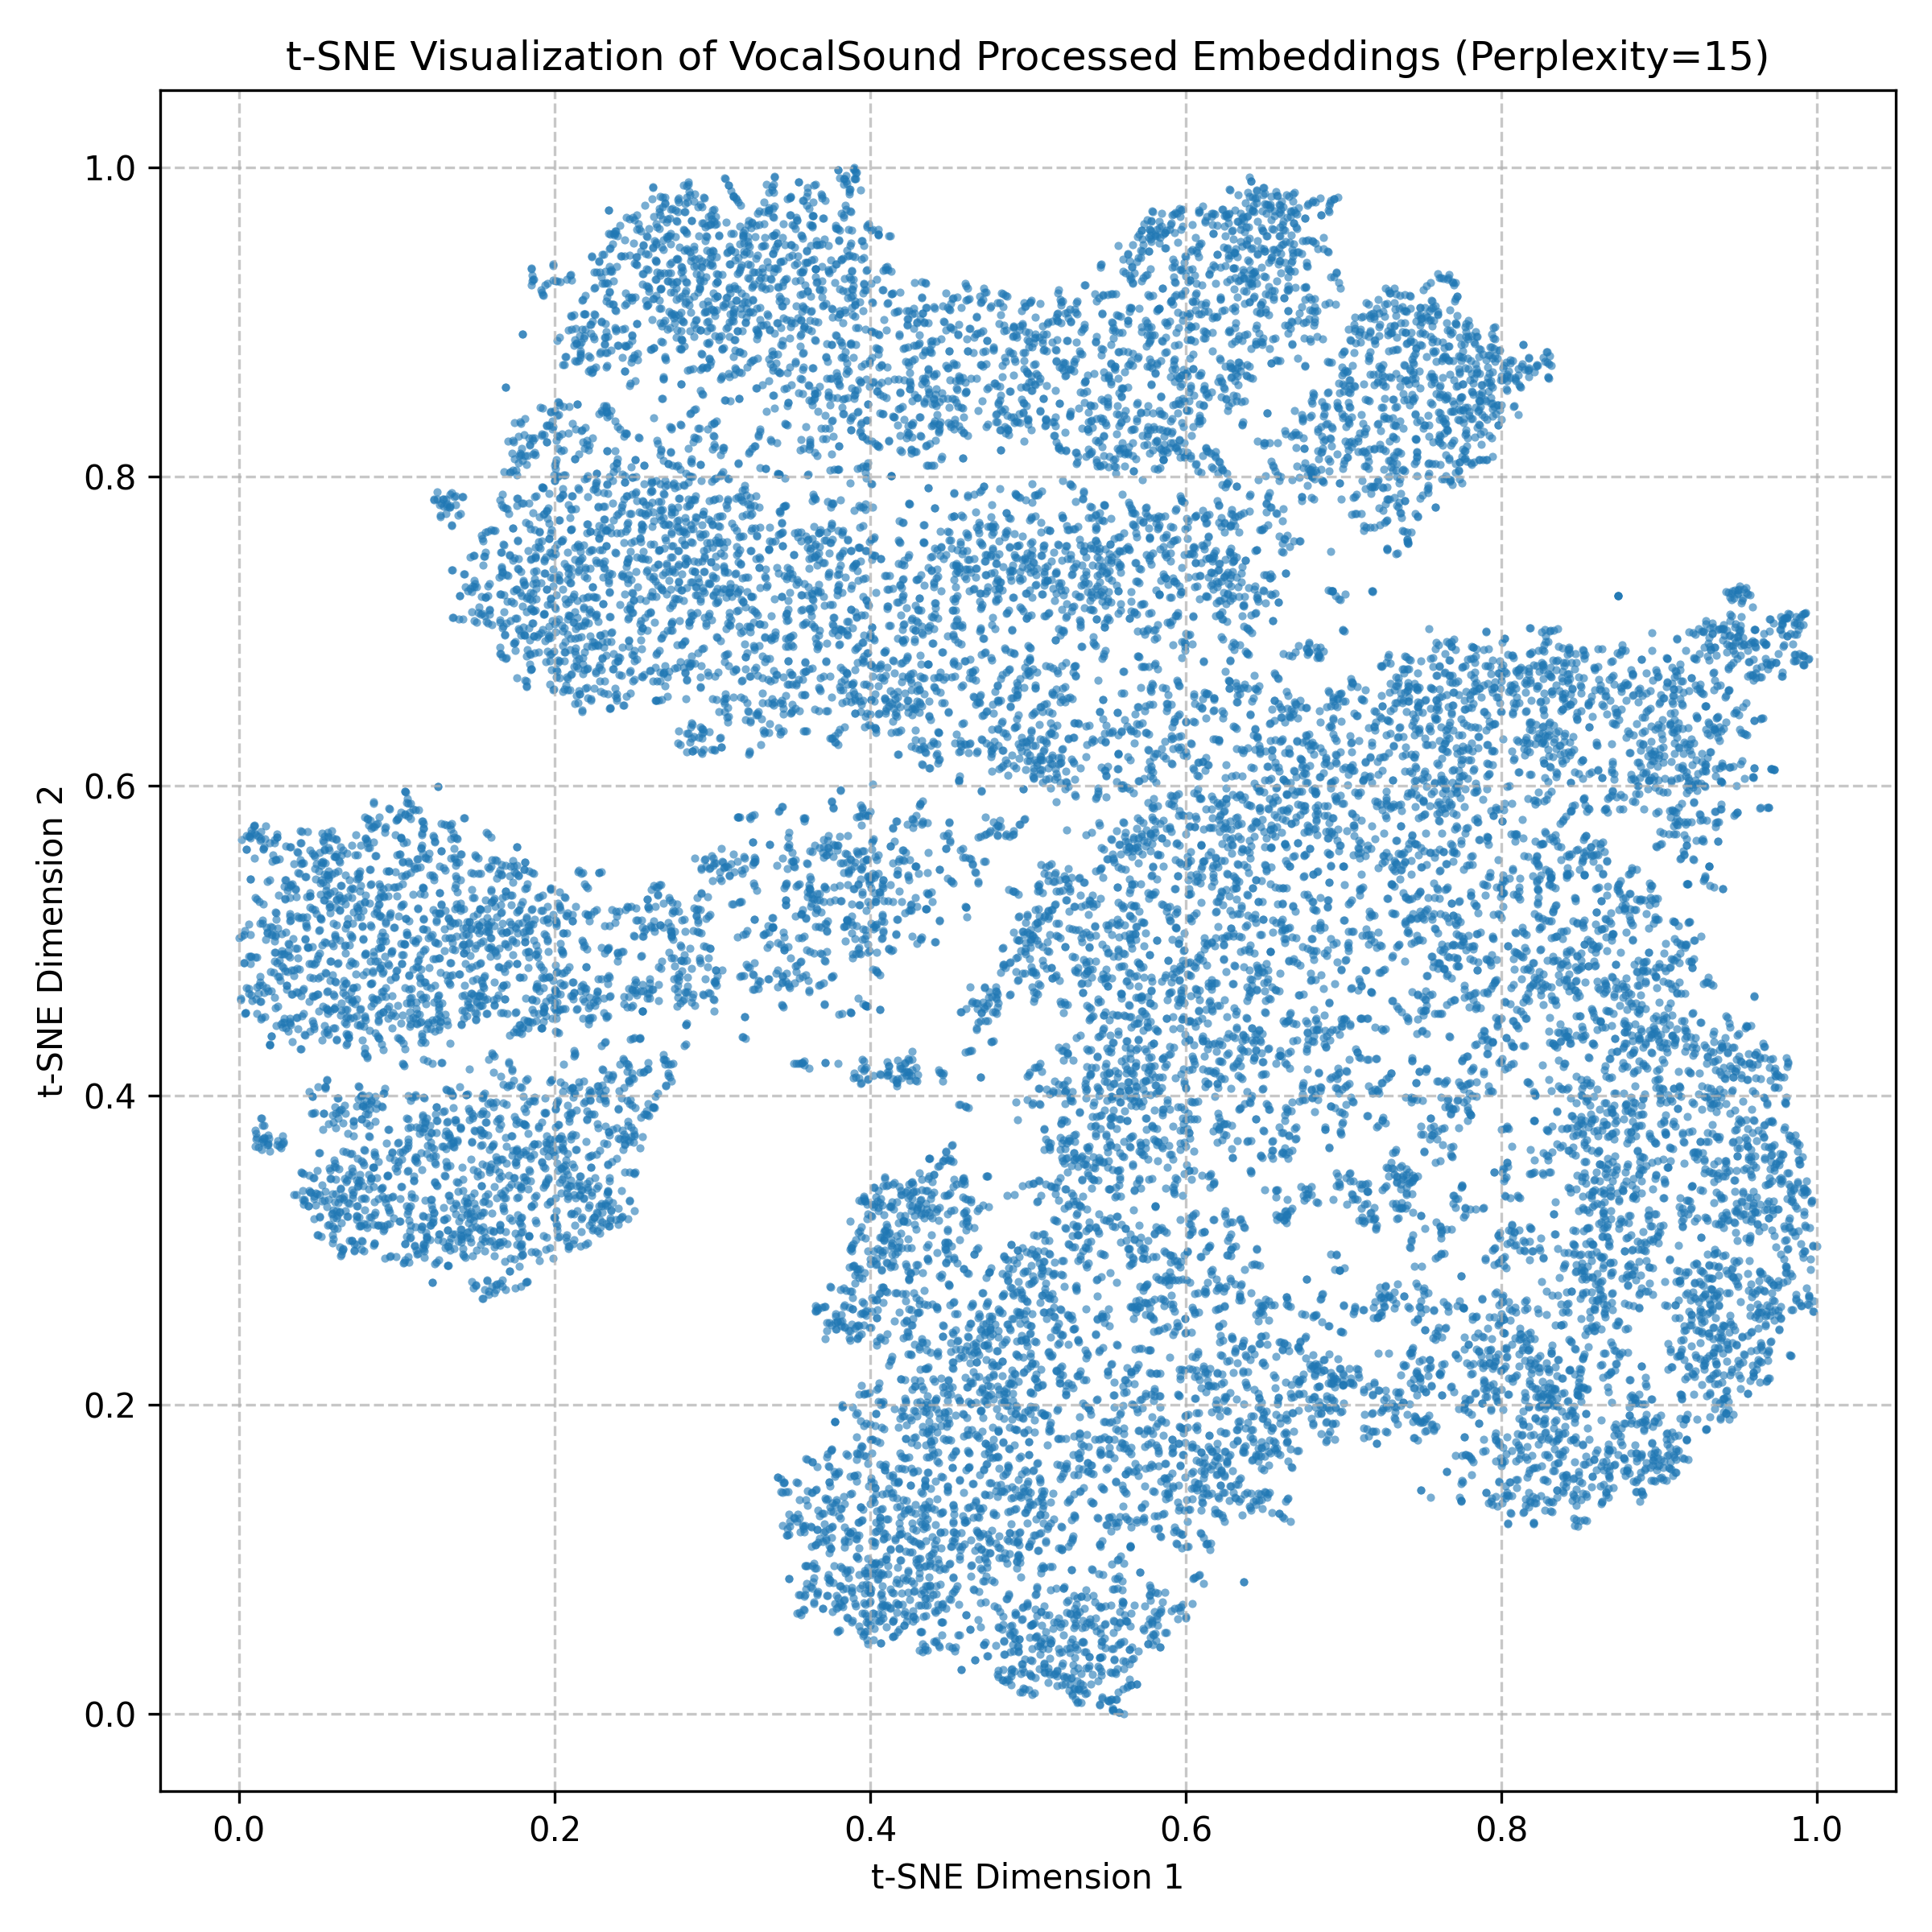 t-SNE Visualization of VocalSound Processed Embeddings (Perplexity=15)
1.0
0.8
0.6
0.4
0.2
0.0
t-SNE Dimension 2
0.0 0.2 0.4 0.6 0.8 1.0
t-SNE Dimension 1